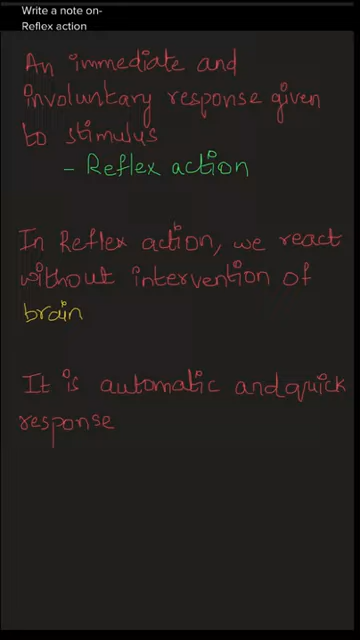 Write a note on-
Reflex action
An immediate and
involuntary response given
to stimulus
- Reflex action
In Reflex action, we react
without intervention of
brain
It is automatic and quick
response